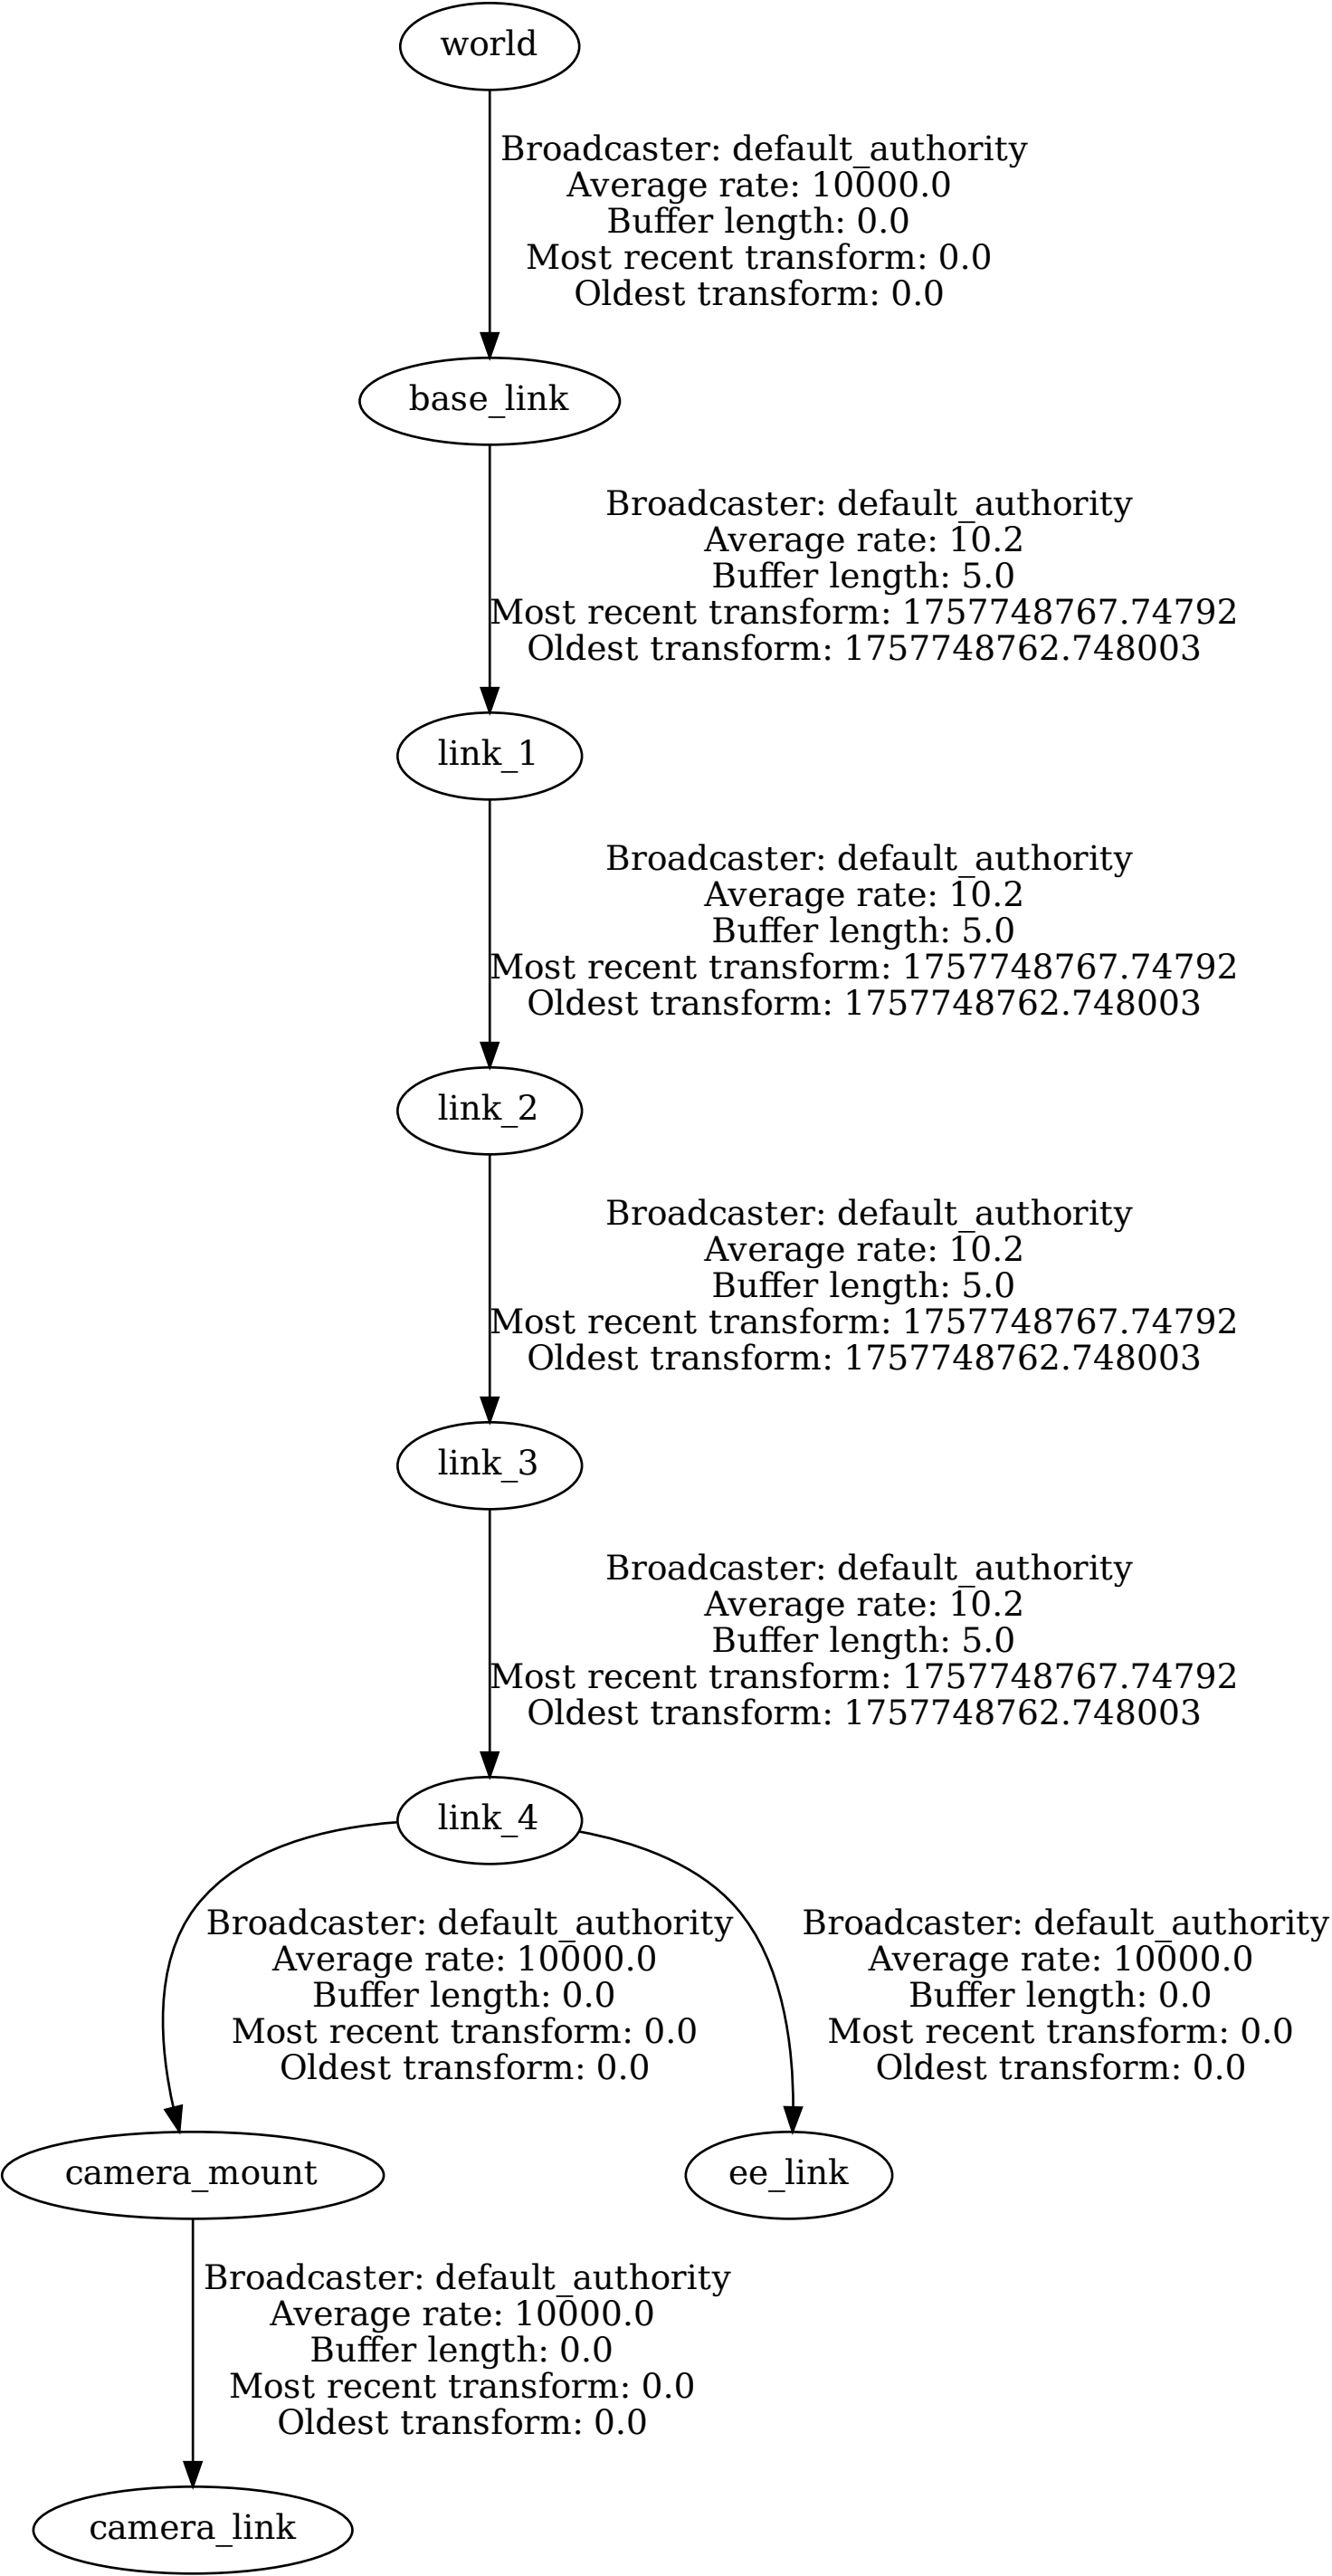 world
Broadcaster: default_authority
Average rate: 10000.0
Buffer length: 0.0
Most recent transform: 0.0
Oldest transform: 0.0
base_link
Broadcaster: default_authority
Average rate: 10.2
Buffer length: 5.0
Most recent transform: 1757748767.74792
Oldest transform: 1757748762.748003
link_1
Broadcaster: default_authority
Average rate: 10.2
Buffer length: 5.0
Most recent transform: 1757748767.74792
Oldest transform: 1757748762.748003
link_2
Broadcaster: default_authority
Average rate: 10.2
Buffer length: 5.0
Most recent transform: 1757748767.74792
Oldest transform: 1757748762.748003
link_3
Broadcaster: default_authority
Average rate: 10.2
Buffer length: 5.0
Most recent transform: 1757748767.74792
Oldest transform: 1757748762.748003
link_4
Broadcaster: default_authority
Average rate: 10000.0
Buffer length: 0.0
Most recent transform: 0.0
Oldest transform: 0.0
Broadcaster: default_authority
Average rate: 10000.0
Buffer length: 0.0
Most recent transform: 0.0
Oldest transform: 0.0
camera_mount
ee_link
Broadcaster: default_authority
Average rate: 10000.0
Buffer length: 0.0
Most recent transform: 0.0
Oldest transform: 0.0
camera_link